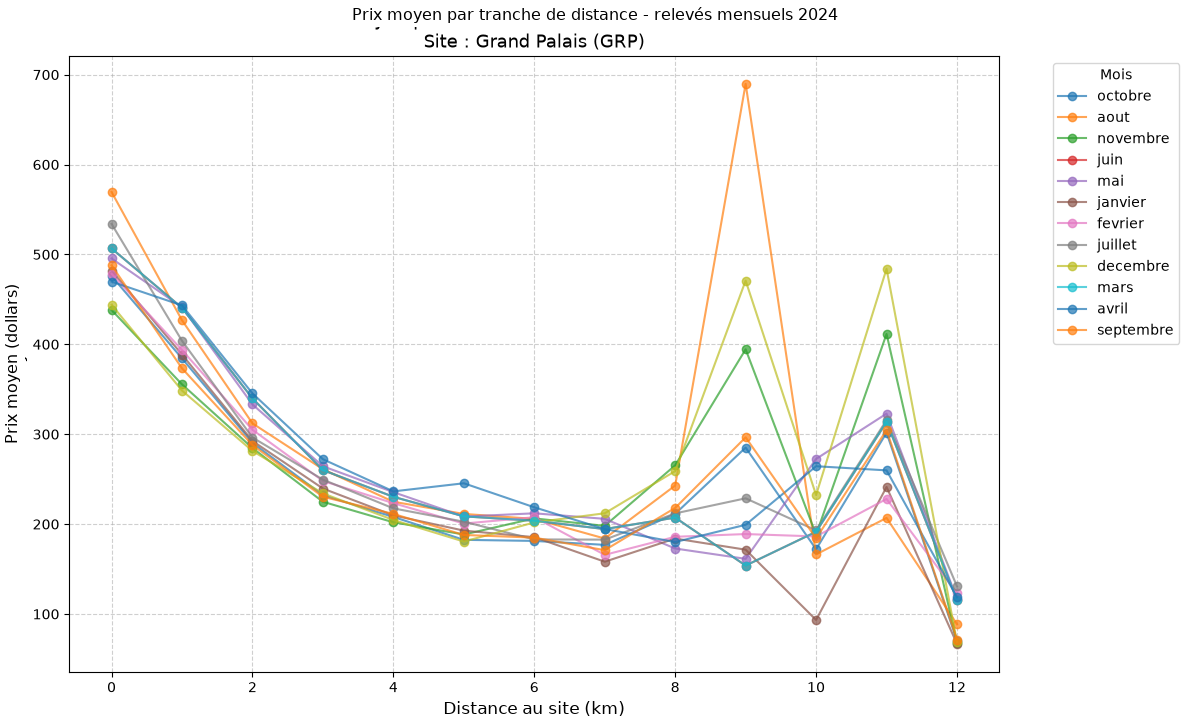 Prix moyen par tranche de distance - relevés mensuels 2024
Site : Grand Palais (GRP)
Prix moyen (dollars)
700
600
500
400
300
200
100
0
2
4
6
8
10
12
Distance au site (km)
Mois
octobre
aout
novembre
juin
mai
janvier
fevrier
juillet
decembre
mars
avril
septembre